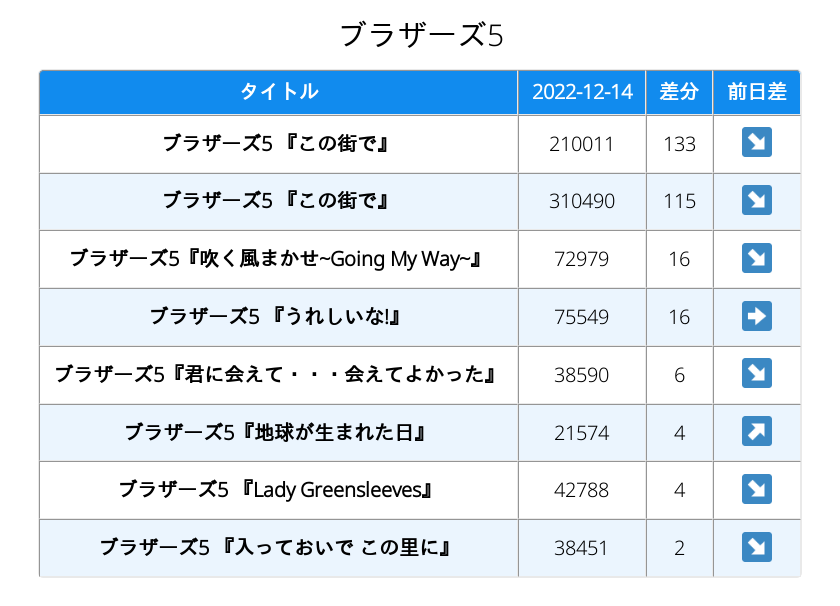 ブラザーズ5
タイトル 2022-12-14 差分 前日差
ブラザーズ5 『この街で』 210011 133 ↘
ブラザーズ5 『この街で』 310490 115 ↘
ブラザーズ5『吹く風まかせ~Going My Way~』 72979 16 ↘
ブラザーズ5 『うれしいな!』 75549 16 ➡
ブラザーズ5『君に会えて・・・会えてよかった』 38590 6 ↘
ブラザーズ5『地球が生まれた日』 21574 4 ↗
ブラザーズ5 『Lady Greensleeves』 42788 4 ↘
ブラザーズ5 『入っておいで この里に』 38451 2 ↘